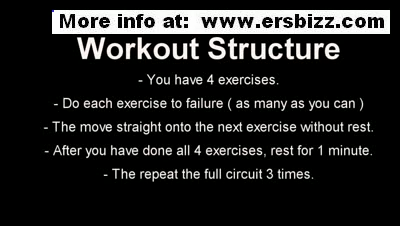 More info at:  www.ersbizz.com
Workout Structure
- You have 4 exercises.
- Do each exercise to failure ( as many as you can )
- The move straight onto the next exercise without rest.
- After you have done all 4 exercises, rest for 1 minute.
- The repeat the full circuit 3 times.